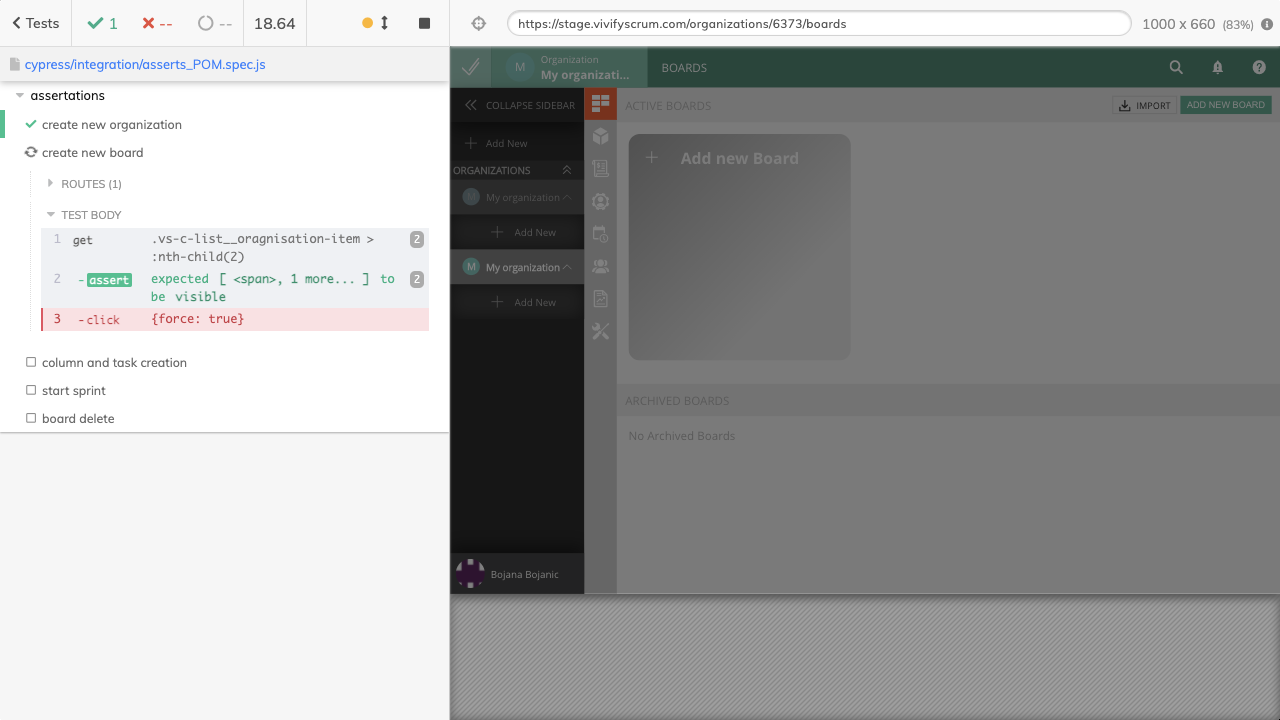 Tests
1
--
--
18.64
https://stage.vivifyscrum.com/organizations/6373/boards
1000 x 660 (83%)
cypress/integration/asserts_POM.spec.js
assertations
create new organization
create new board
ROUTES (1)
TEST BODY
1 get .vs-c-list__oragnisation-item > 2
:nth-child(2)
2 -assert expected [ <span>, 1 more... ] to 2
be visible
3 -click {force: true}
column and task creation
start sprint
board delete
M
Organization
My organizati...
BOARDS
COLLAPSE SIDEBAR
Add New
ORGANIZATIONS
M My organization
Add New
M My organization
Add New
Bojana Bojanic
ACTIVE BOARDS
IMPORT
ADD NEW BOARD
Add new Board
ARCHIVED BOARDS
No Archived Boards